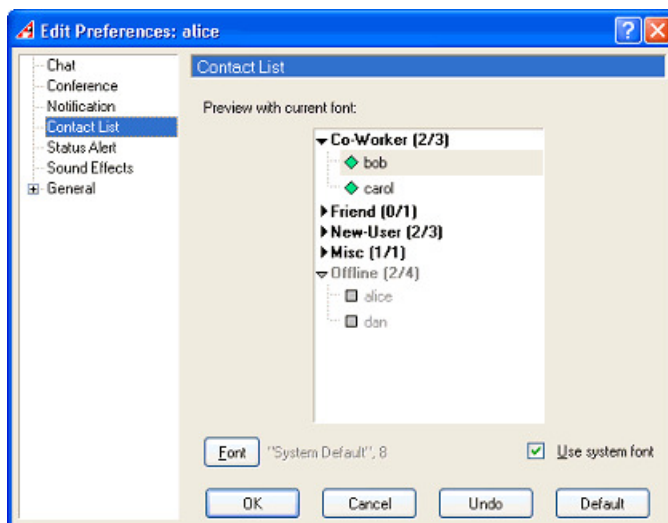 Edit Preferences: alice
Chat
Conference
Notification
Contact List
Status Alert
Sound Effects
General
Contact List
Preview with current font:
Co-Worker (2/3)
bob
carol
Friend (0/1)
New-User (2/3)
Misc (1/1)
Offline (2/4)
alice
dan
Font "System Default", 8
Use system font
OK Cancel Undo Default